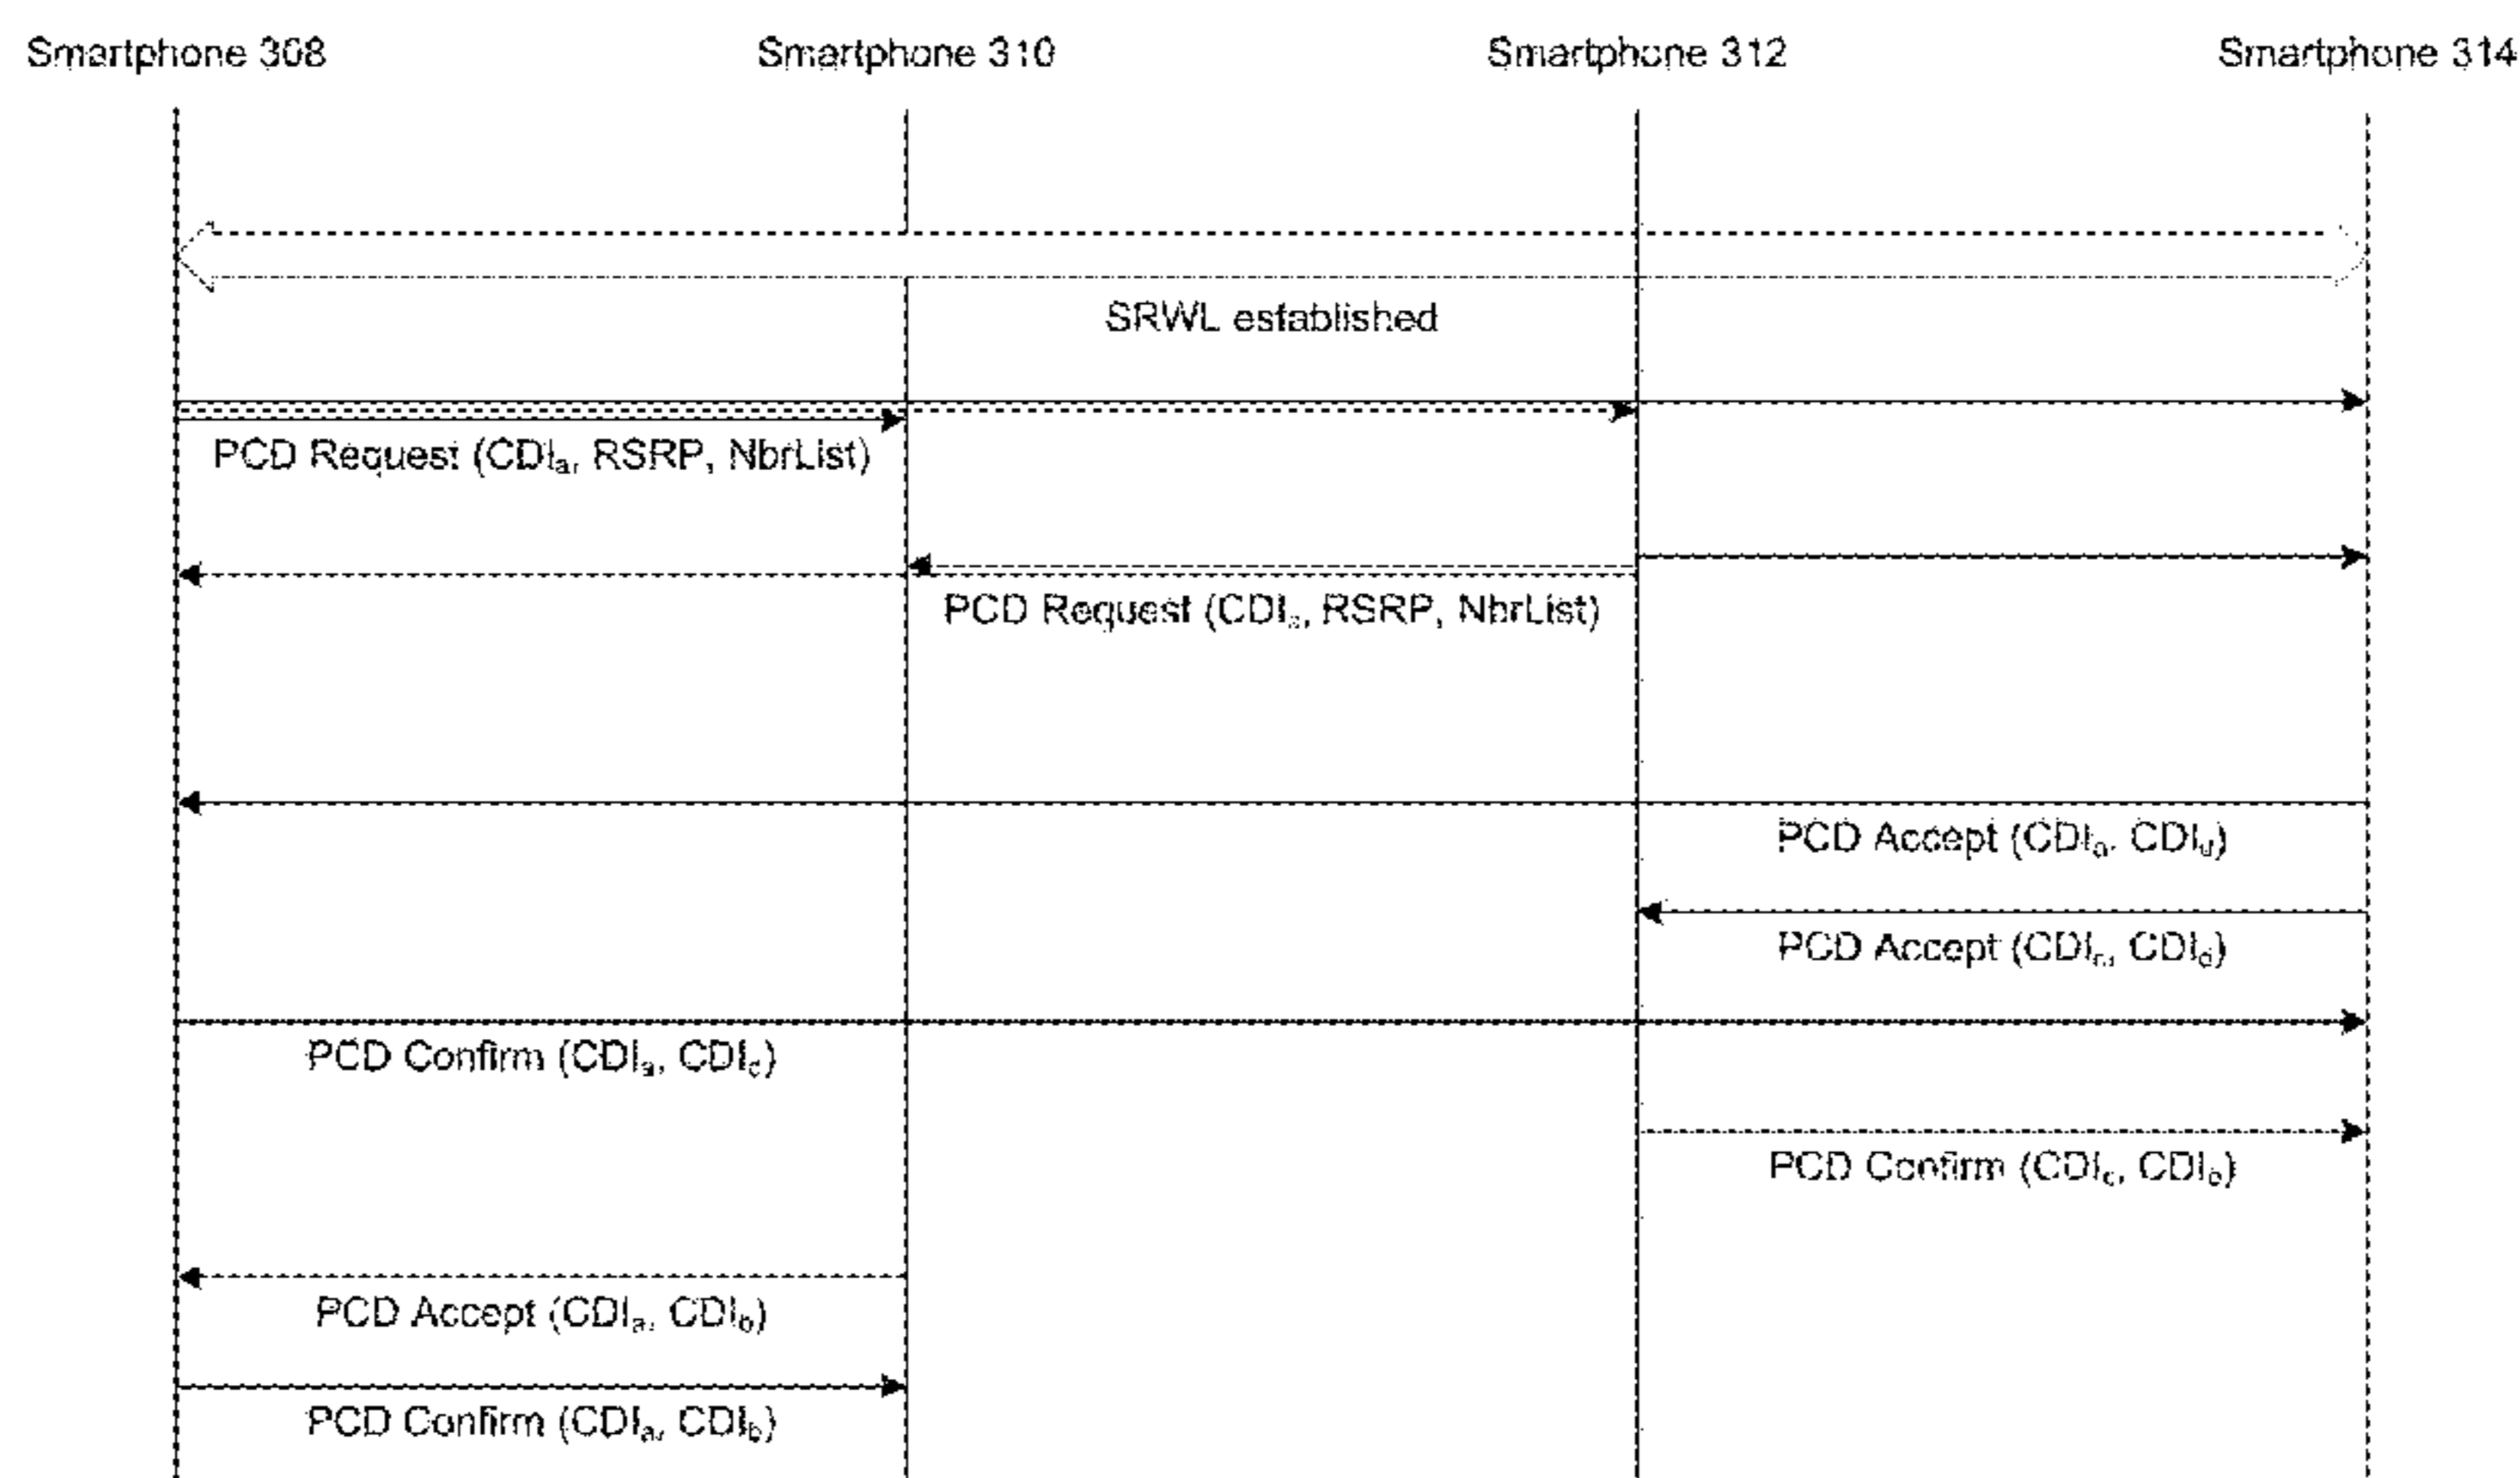 Smartphone 308
Smartphone 310
Smartphone 312
Smartphone 314
SRWL established
PCD Request (CDIa, RSRP, NbrList)
PCD Request (CDIa, RSRP, NbrList)
PCD Accept (CDIa, CDId)
PCD Accept (CDIc, CDId)
PCD Confirm (CDIa, CDIc)
PCD Confirm (CDIc, CDI)
PCD Accept (CDIa, CDIb)
PCD Confirm (CDIa, CDIb)